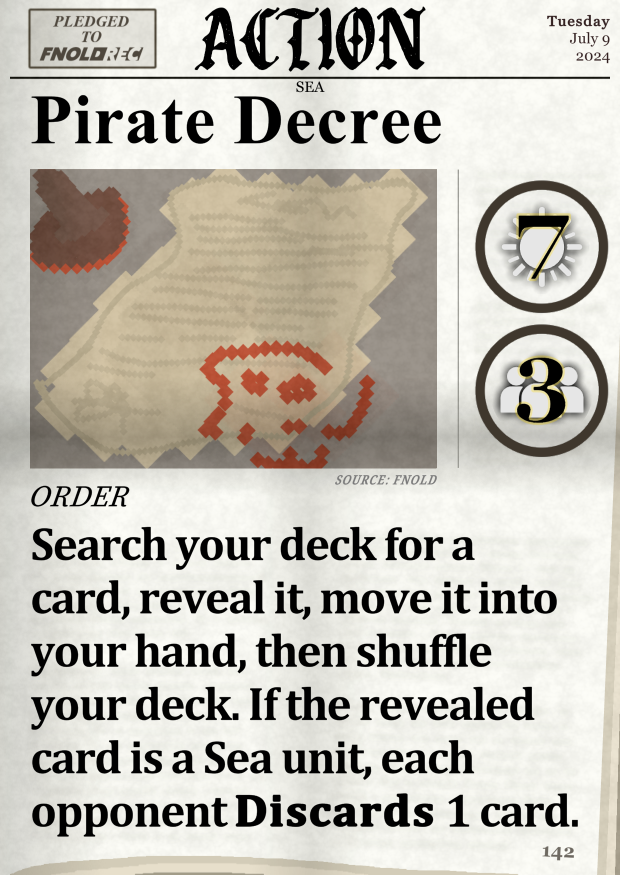 PLEDGED
TO
FNOLD REC
ACTION
Tuesday
July 9
2024
SEA
Pirate Decree
7
3
SOURCE: FNOLD
ORDER
Search your deck for a
card, reveal it, move it into
your hand, then shuffle
your deck. If the revealed
card is a Sea unit, each
opponent Discards 1 card.
142